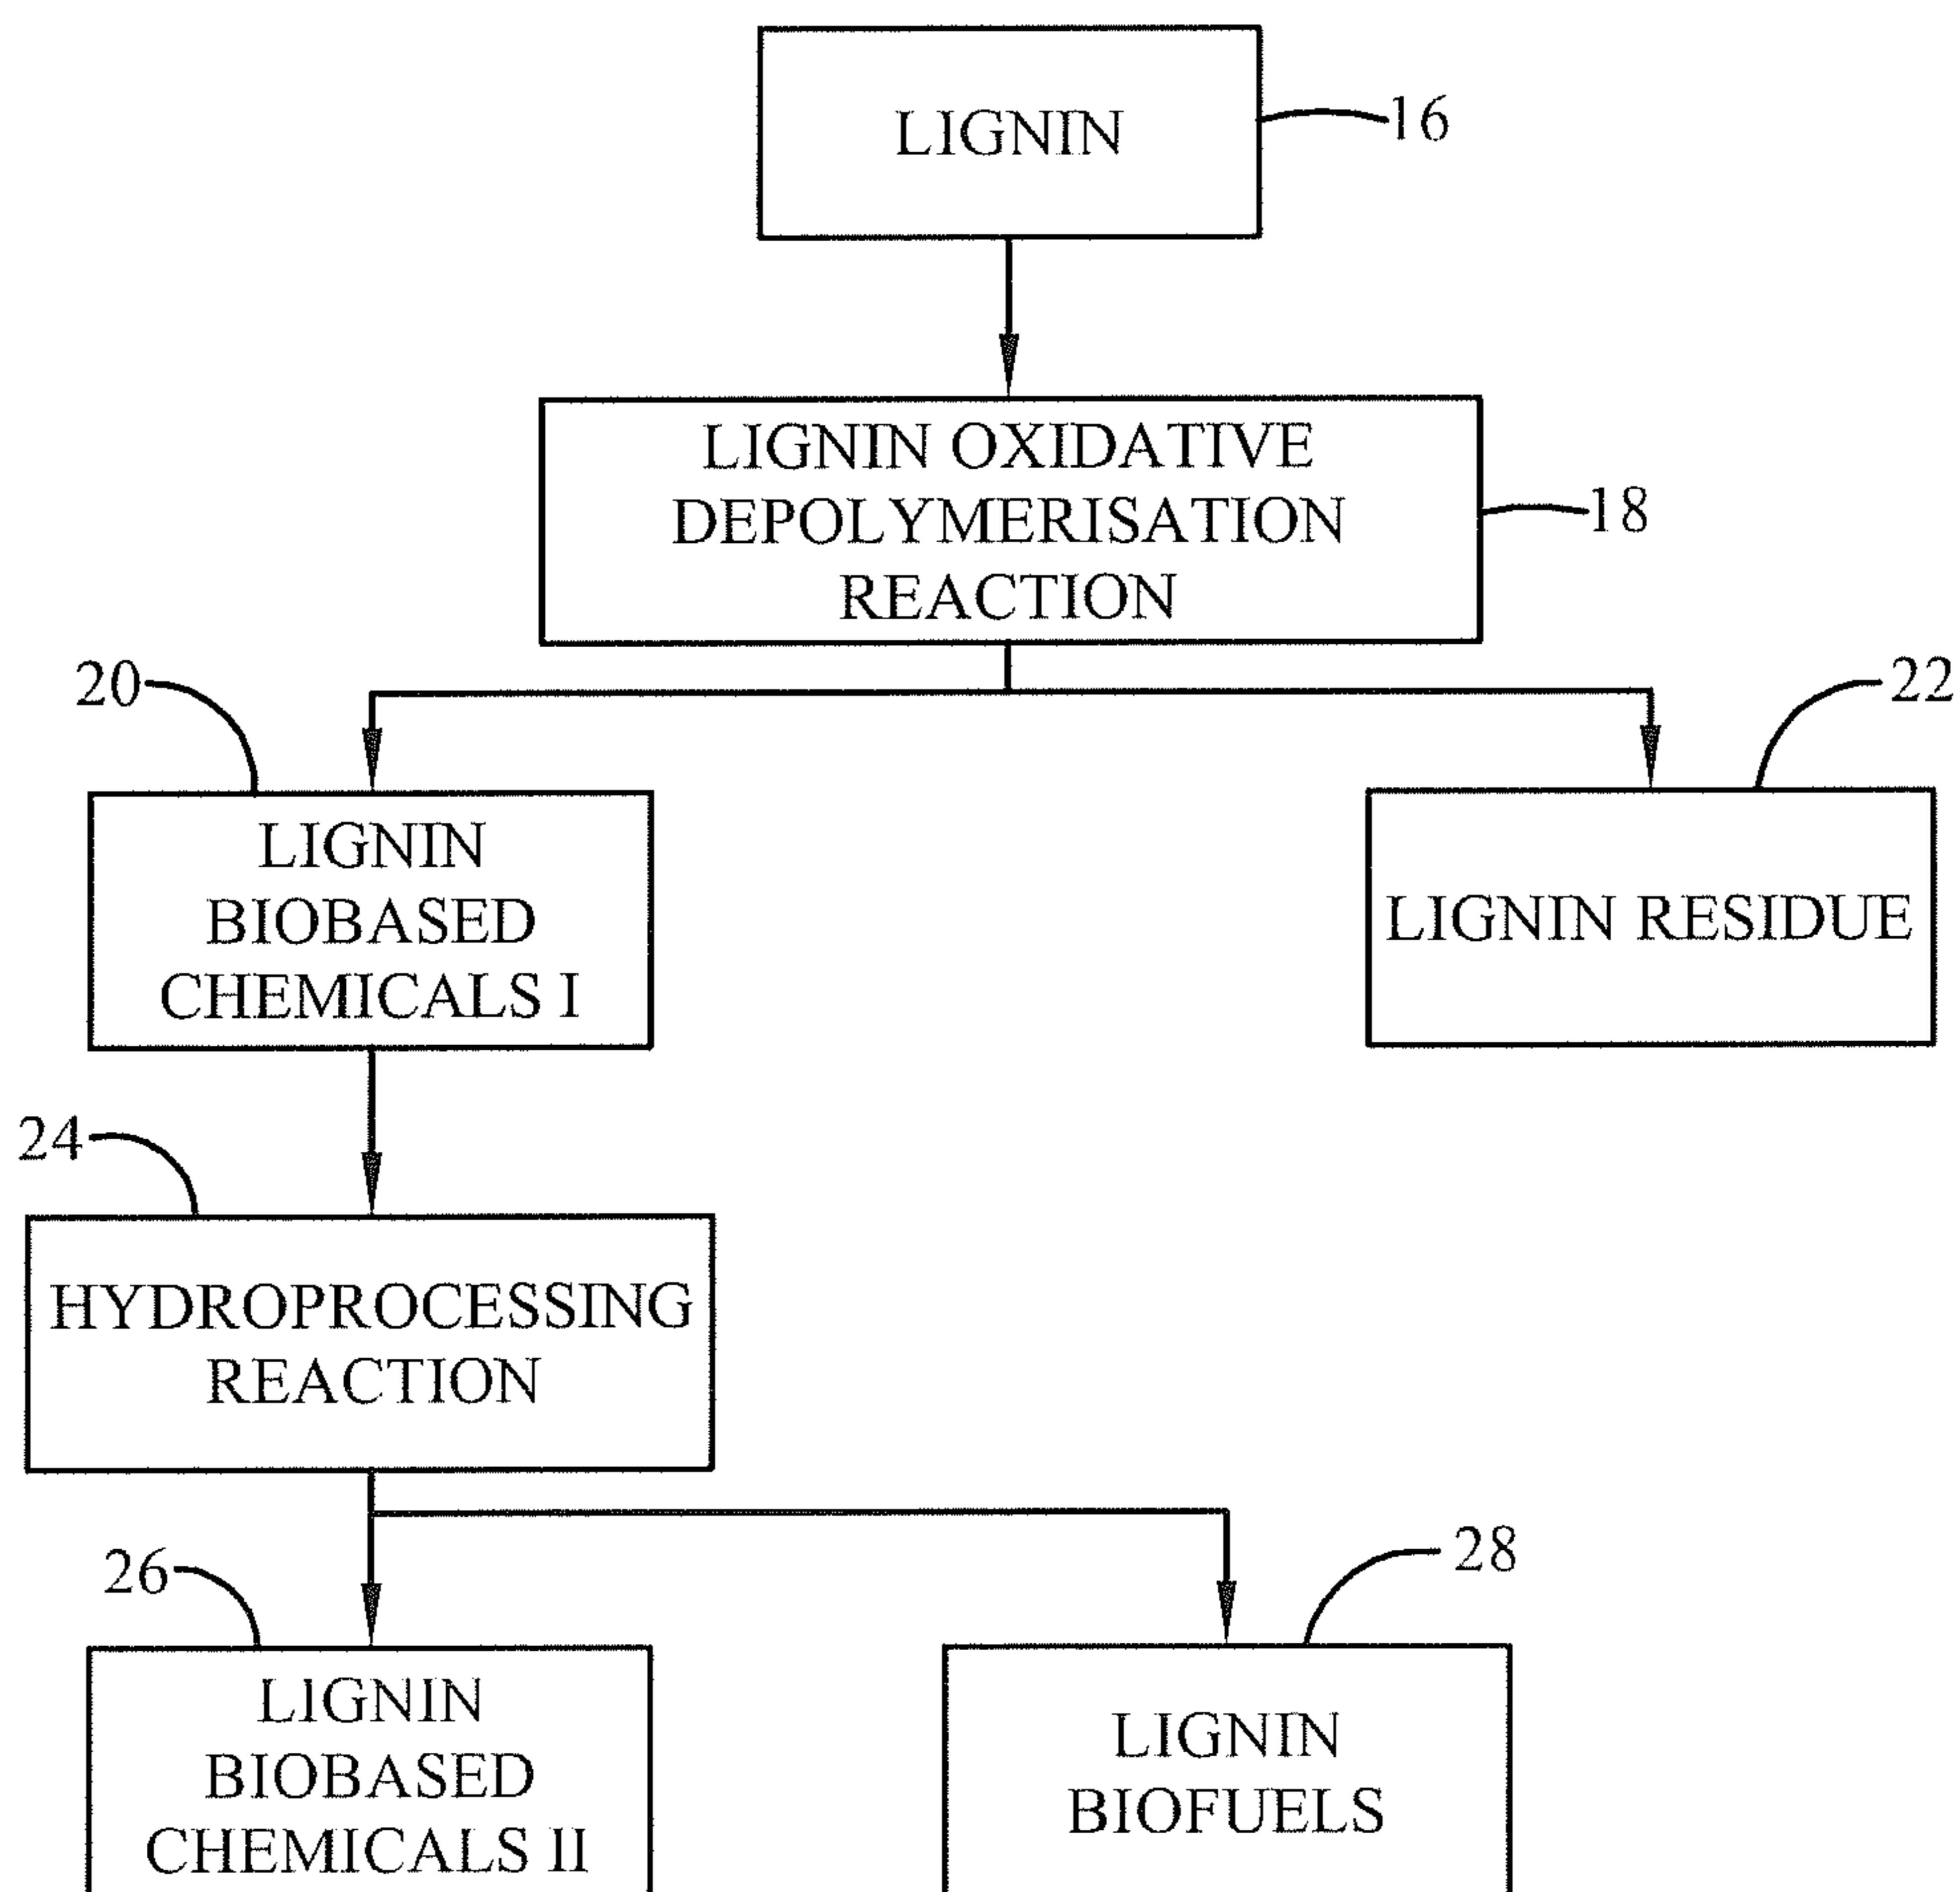 LIGNIN
16
LIGNIN OXIDATIVE
DEPOLYMERISATION
REACTION
18
20
22
LIGNIN
BIOBASED
CHEMICALS I
LIGNIN RESIDUE
24
HYDROPROCESSING
REACTION
26
28
LIGNIN
BIOBASED
CHEMICALS II
LIGNIN
BIOFUELS